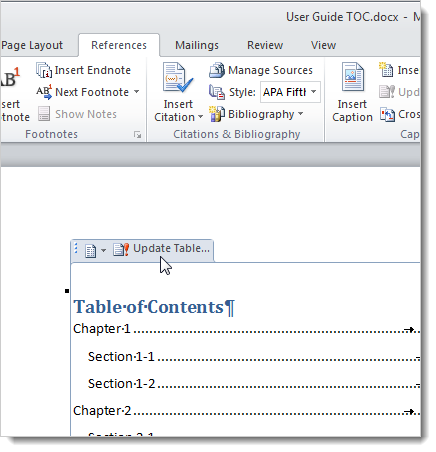 User Guide TOC.docx - M
Page Layout References Mailings Review View
AB¹ Insert Endnote
AB¹ Next Footnote
Show Notes
sert
otnote
Footnotes
Insert
Citation
Manage Sources
Style: APA Fifth
Bibliography
Citations & Bibliography
Insert
Caption
Inse
Upd
Cros
Cap
Update Table...
Table·of·Contents¶
Chapter·1
Section·1-1
Section·1-2
Chapter·2
Section·2-1